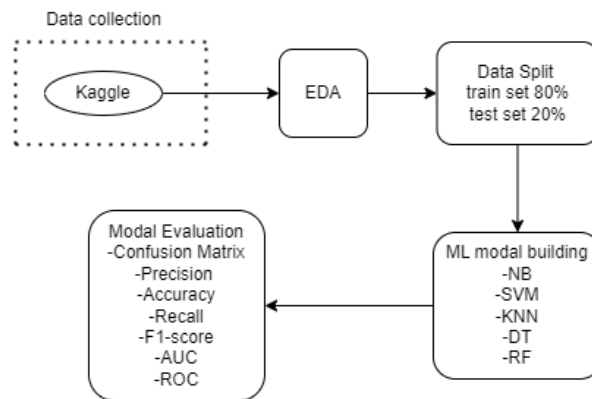 Data collection
Kaggle
EDA
Data Split
train set 80%
test set 20%
ML modal building
-NB
-SVM
-KNN
-DT
-RF
Modal Evaluation
-Confusion Matrix
-Precision
-Accuracy
-Recall
-F1-score
-AUC
-ROC